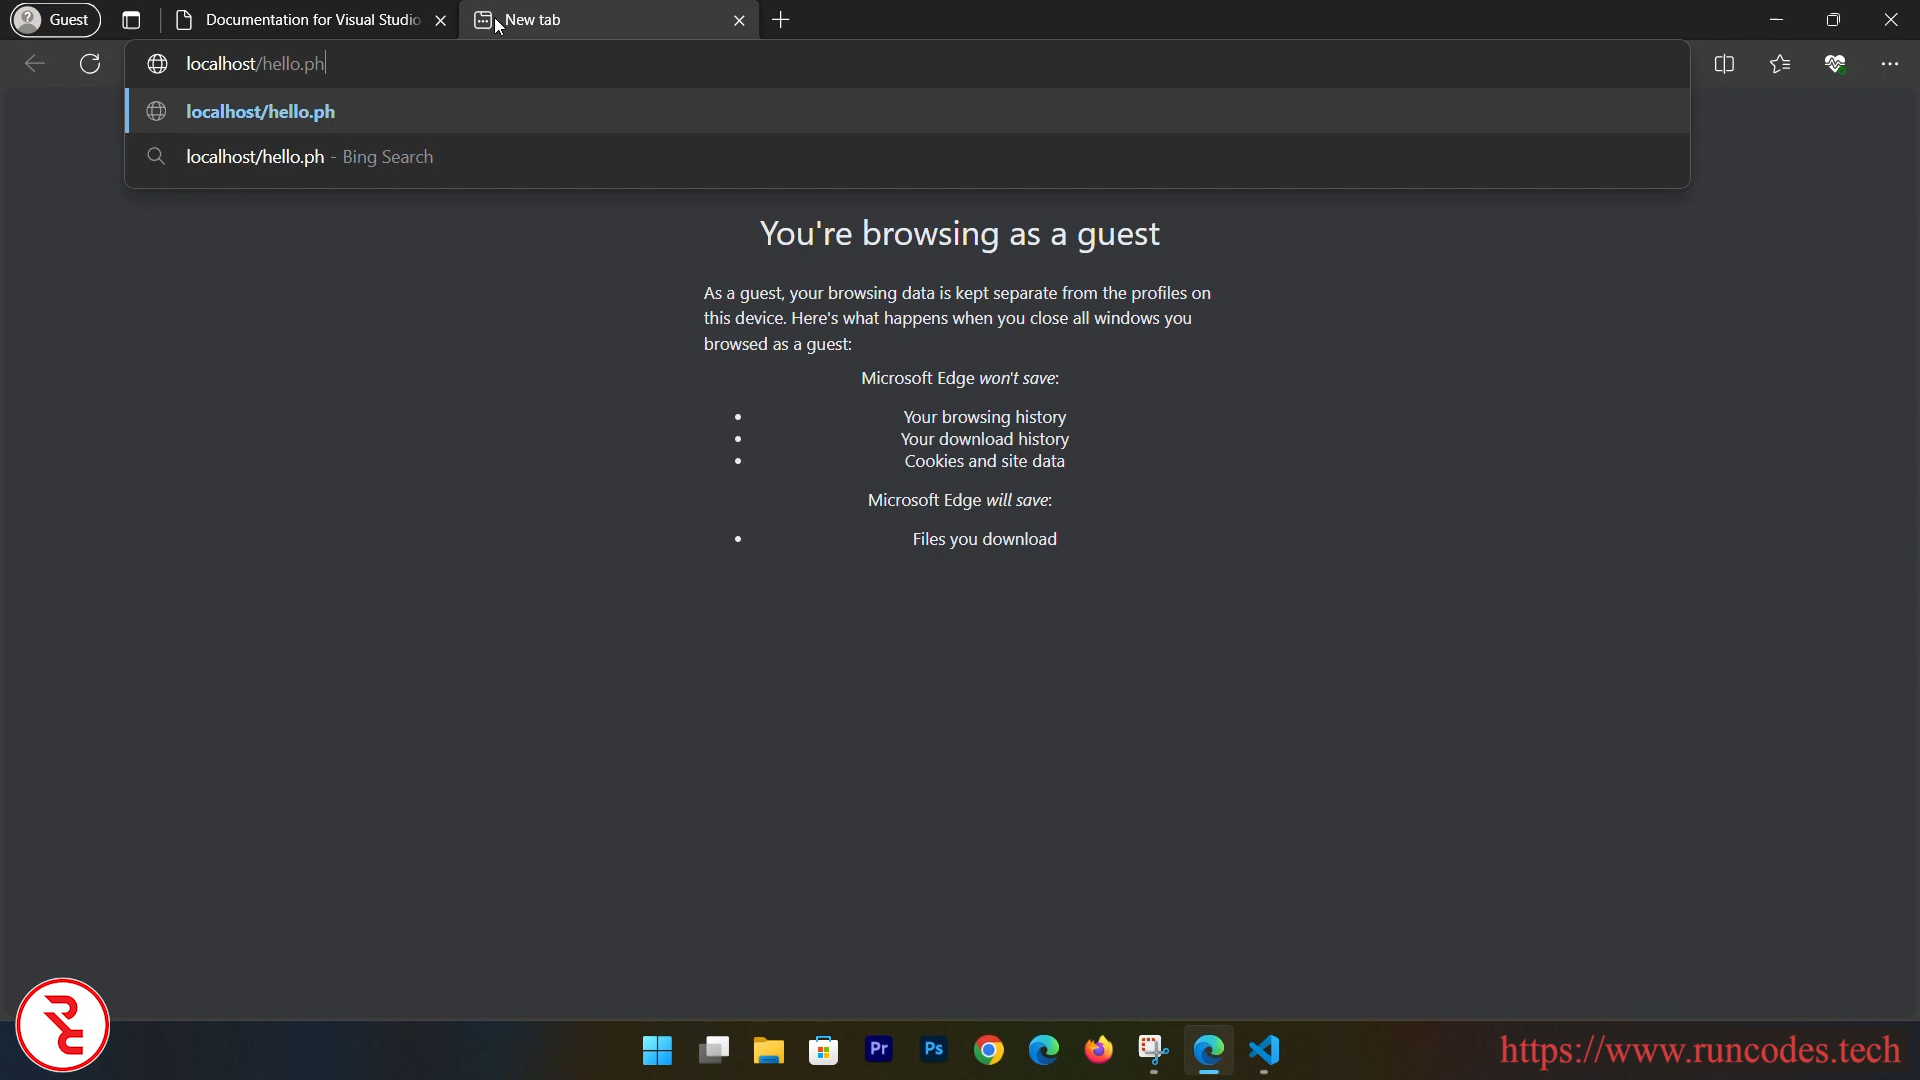 Guest
Documentation for Visual Studio
New tab
localhost/hello.ph
localhost/hello.ph
localhost/hello.ph - Bing Search
You're browsing as a guest
As a guest, your browsing data is kept separate from the profiles on
this device. Here's what happens when you close all windows you
browsed as a guest:
Microsoft Edge won't save:
Your browsing history
Your download history
Cookies and site data
Microsoft Edge will save:
Files you download
Pr
Ps
https://www.runcodes.tech